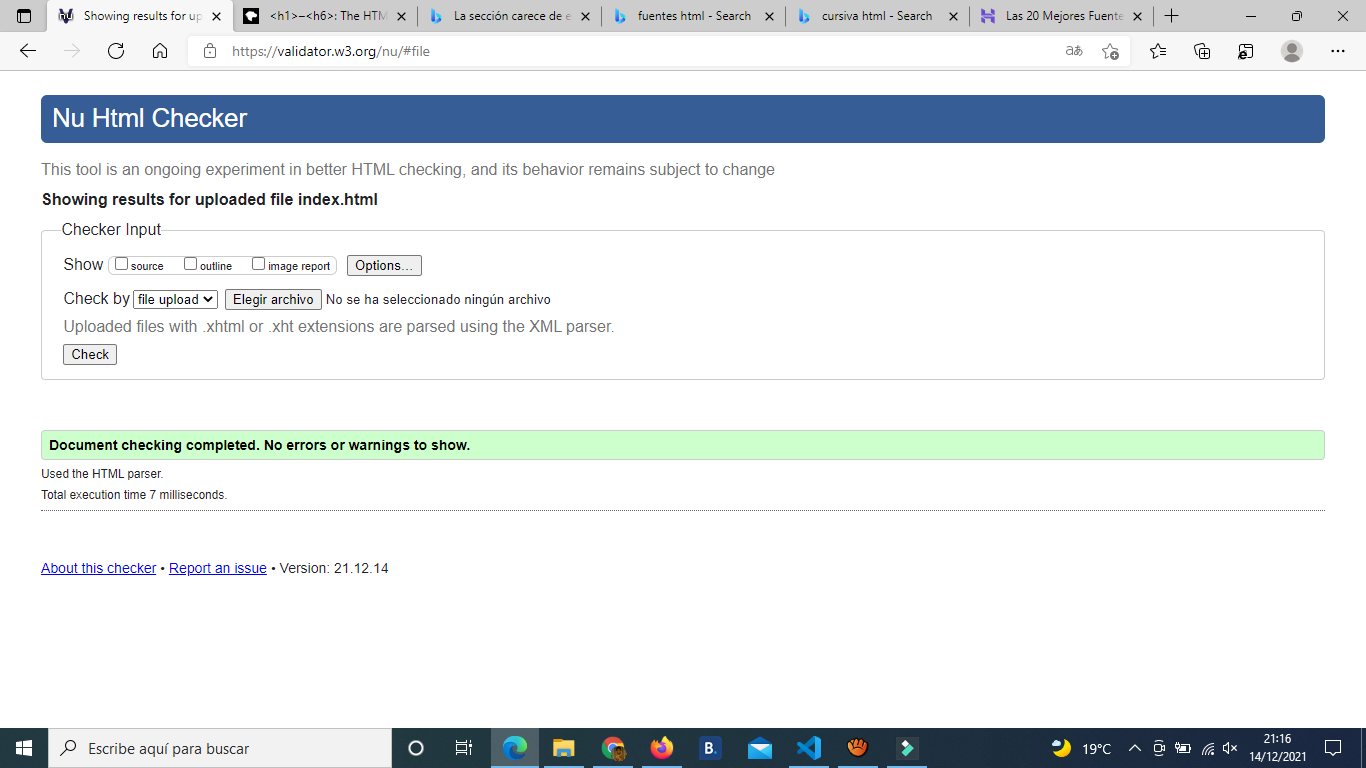 Showing results for up
<h1>–<h6>: The HTM
La sección carece de e
fuentes html - Search
cursiva html - Search
Las 20 Mejores Fuente
https://validator.w3.org/nu/#file
Nu Html Checker
This tool is an ongoing experiment in better HTML checking, and its behavior remains subject to change
Showing results for uploaded file index.html
Checker Input
Show source outline image report Options...
Check by file upload Elegir archivo No se ha seleccionado ningún archivo
Uploaded files with .xhtml or .xht extensions are parsed using the XML parser.
Check
Document checking completed. No errors or warnings to show.
Used the HTML parser.
Total execution time 7 milliseconds.
About this checker • Report an issue • Version: 21.12.14
Escribe aquí para buscar
B.
19°C
21:16
14/12/2021